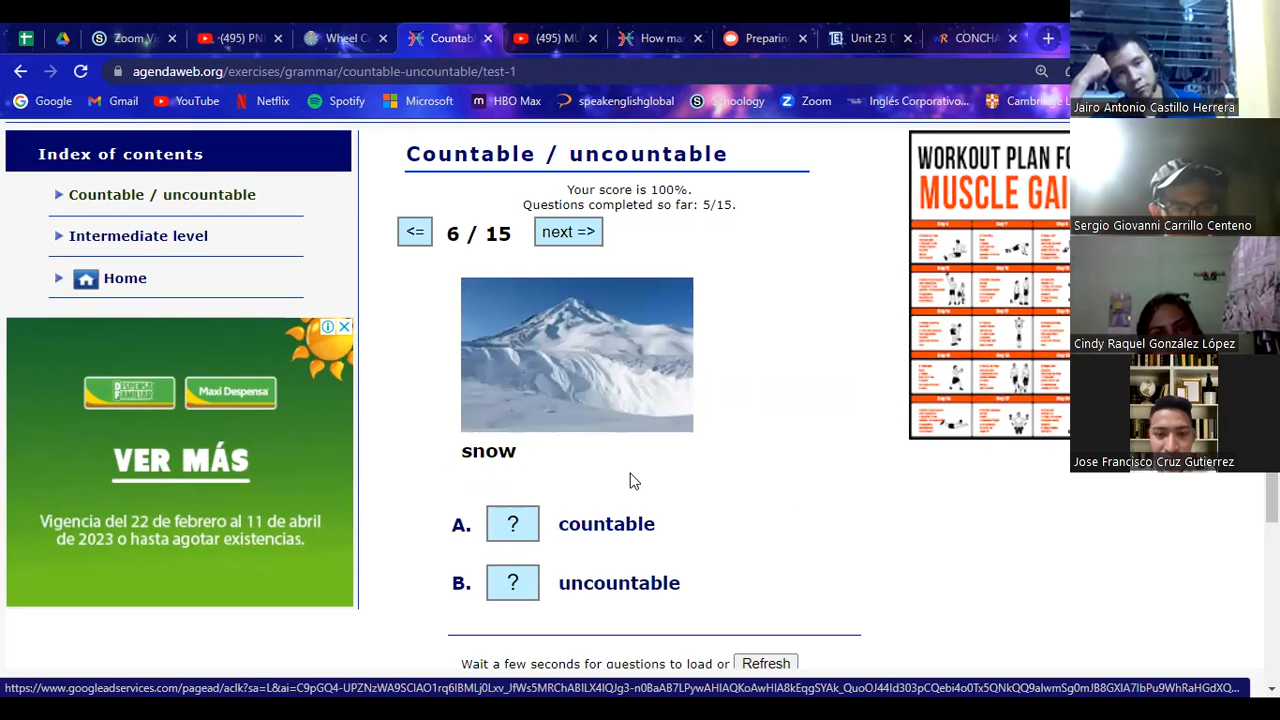 Zoom Vi
(495) PN
Wheel C
Countab
(495) MU
How ma
Preparin
Unit 23 D
CONCHA
agendaweb.org/exercises/grammar/countable-uncountable/test-1
Google
Gmail
YouTube
Netflix
Spotify
Microsoft
HBO Max
speakenglishglobal
Schoology
Zoom
Inglés Corporativo...
Cambridge L
Index of contents
Countable / uncountable
Intermediate level
Home
DESPENSA FAMILIAR
Maxi Despensa
VER MÁS
Vigencia del 22 de febrero al 11 de abril
de 2023 o hasta agotar existencias.
Countable / uncountable
Your score is 100%.
Questions completed so far: 5/15.
<=
6 / 15
next =>
snow
A. ? countable
B. ? uncountable
Wait a few seconds for questions to load or Refresh
WORKOUT PLAN FO
MUSCLE GAI
Jairo Antonio Castillo Herrera
Sergio Giovanni Carrillo Centeno
Cindy Raquel González López
Jose Francisco Cruz Gutierrez